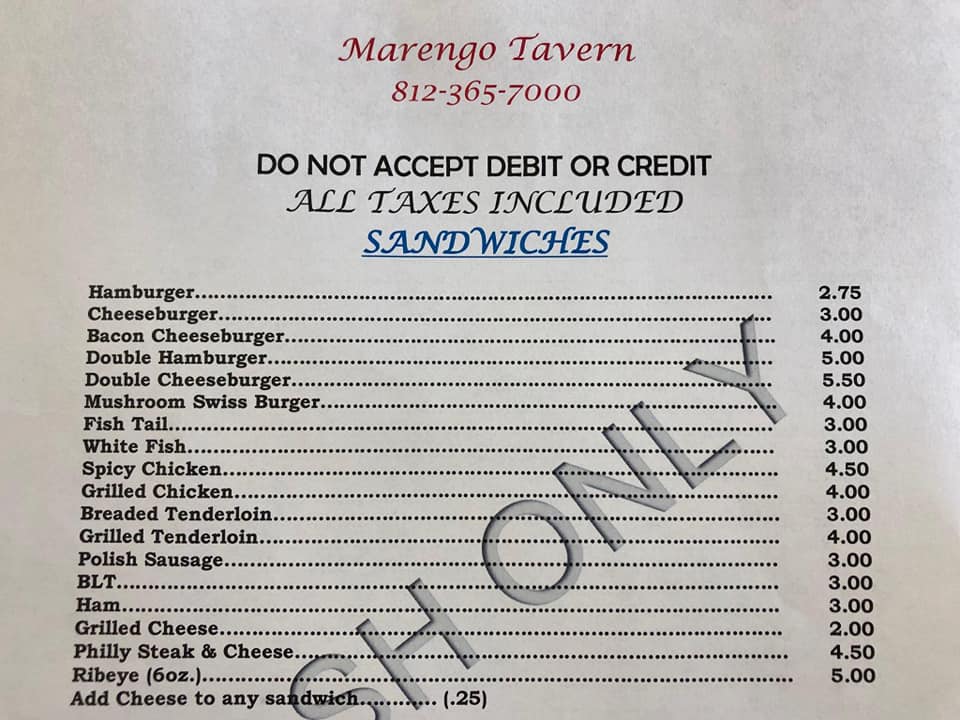 Marengo Tavern
812-365-7000
DO NOT ACCEPT DEBIT OR CREDIT
ALL TAXES INCLUDED
SANDWICHES
Hamburger 2.75
Cheeseburger 3.00
Bacon Cheeseburger 4.00
Double Hamburger 5.00
Double Cheeseburger 5.50
Mushroom Swiss Burger 4.00
Fish Tail 3.00
White Fish 3.00
Spicy Chicken 4.50
Grilled Chicken 4.00
Breaded Tenderloin 3.00
Grilled Tenderloin 4.00
Polish Sausage 3.00
BLT 3.00
Ham 3.00
Grilled Cheese 2.00
Philly Steak & Cheese 4.50
Ribeye (6oz.) 5.00
Add Cheese to any sandwich............ (.25)
SH ONLY